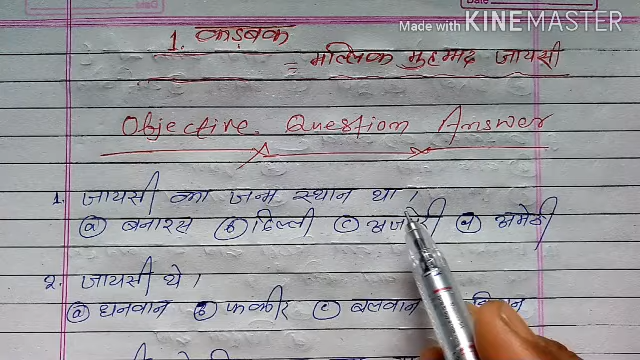 Date
Made with KINEMASTER
1. कड़बक
= मलिक मुहम्मद जायसी
Objective Question Answer
1. जायसी का जन्म स्थान था।
ⓐ बनारस ⓑ दिल्ली ⓒ ⓓ अमेठी
2. जायसी थे।
ⓐ धनवान ⓑ फकीर ⓒ बलवान